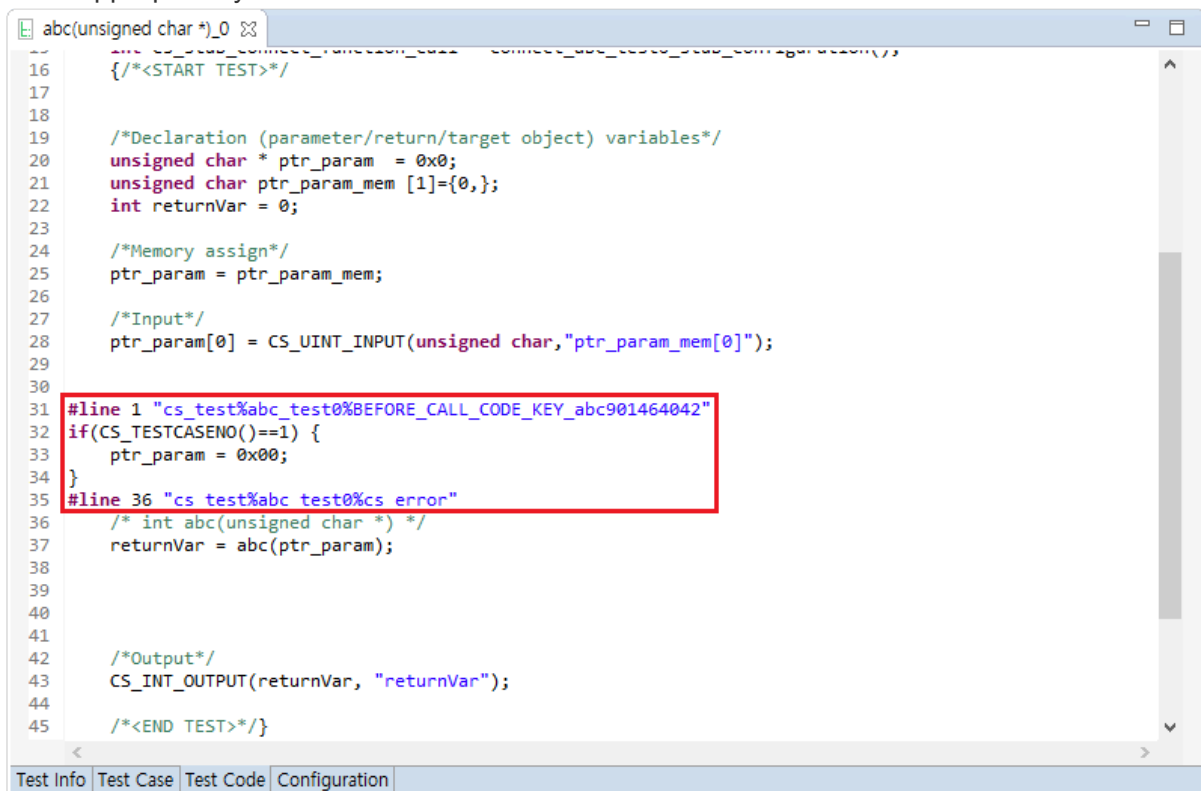 abc(unsigned char *)_0
16 {/*<START TEST>*/
17
18
19 /*Declaration (parameter/return/target object) variables*/
20 unsigned char * ptr_param  = 0x0;
21 unsigned char ptr_param_mem [1]={0,};
22 int returnVar = 0;
23
24 /*Memory assign*/
25 ptr_param = ptr_param_mem;
26
27 /*Input*/
28 ptr_param[0] = CS_UINT_INPUT(unsigned char,"ptr_param_mem[0]");
29
30
31 #line 1 "cs_test%abc_test0%BEFORE_CALL_CODE_KEY_abc901464042"
32 if(CS_TESTCASENO()==1) {
33     ptr_param = 0x00;
34 }
35 #line 36 "cs_test%abc_test0%cs_error"
36 /* int abc(unsigned char *) */
37 returnVar = abc(ptr_param);
38
39
40
41
42 /*Output*/
43 CS_INT_OUTPUT(returnVar, "returnVar");
44
45 /*<END TEST>*/}
Test Info Test Case Test Code Configuration